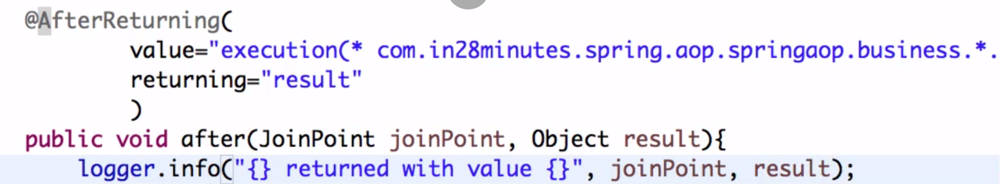 @AfterReturning(
value="execution(* com.in28minutes.spring.aop.springaop.business.*.
returning="result"
)
public void after(JoinPoint joinPoint, Object result){
logger.info("{} returned with value {}", joinPoint, result);